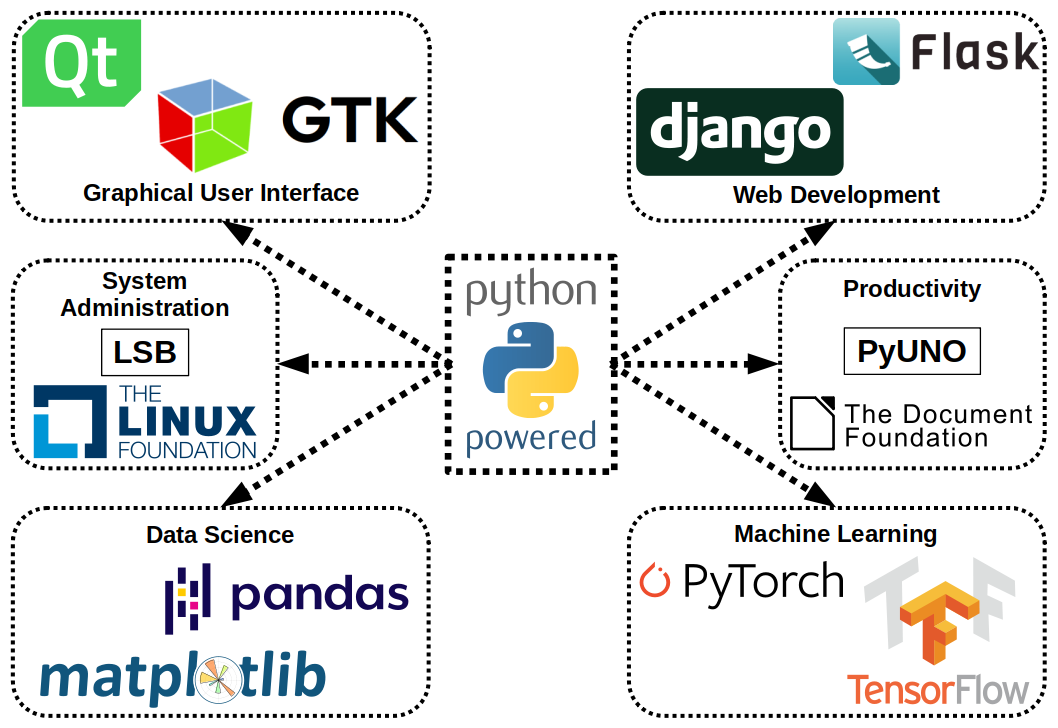 Qt
GTK
Graphical User Interface
Flask
django
Web Development
System
Administration
LSB
THE
LINUX
FOUNDATION
python
powered
Productivity
PyUNO
The Document
Foundation
Data Science
pandas
matplotlib
Machine Learning
PyTorch
TF
TensorFlow